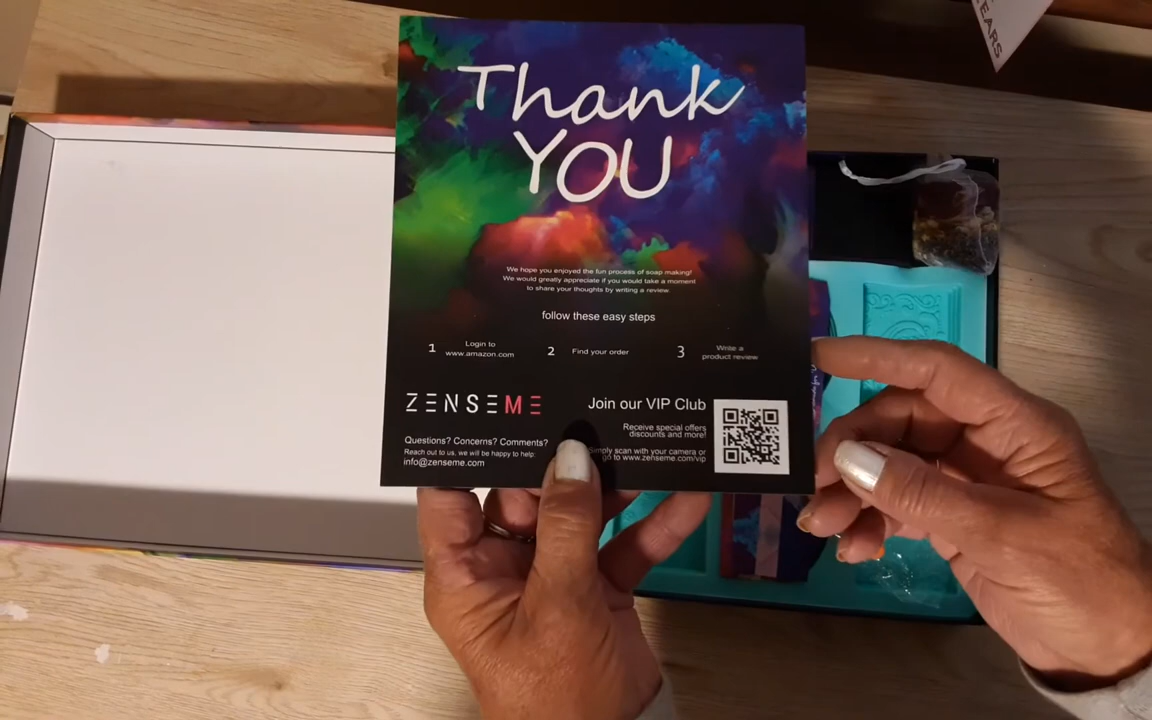 EARS
Thank
YOU
We hope you enjoyed the fun process of soap making!
We would greatly appreciate if you would take a moment
to share your thoughts by writing a review.
follow these easy steps
1 Login to
www.amazon.com
2 Find your order
3 Write a
product review
ZENSEME
Questions? Concerns? Comments?
Reach out to us, we will be happy to help:
info@zenseme.com
Join our VIP Club
Receive special offers
discounts and more!
Simply scan with your camera or
go to www.zenseme.com/vip